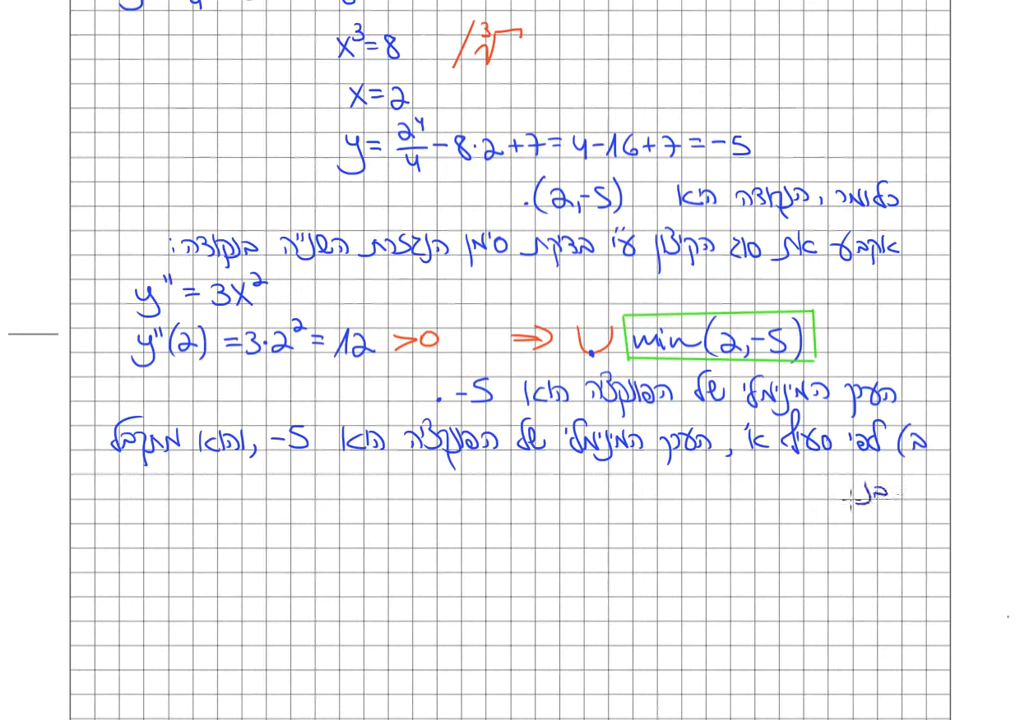 x³=8 /∛
x=2
y= 2⁴/4 -8·2+7=4-16+7=-5
כלומר, הנקודה היא (2,-5).
אקבע את סוג הקיצון ע"י בדיקת סימן הנגזרת השנייה בנקודה:
y"=3x²
y"(2)=3·2²=12 >0 ⇒ ∪ min(2,-5)
הערך המינימלי של הפונקציה הוא -5.
ב) לפי סעיף א', הערך המינימלי של הפונקציה הוא -5, והוא מתקבל
בנ